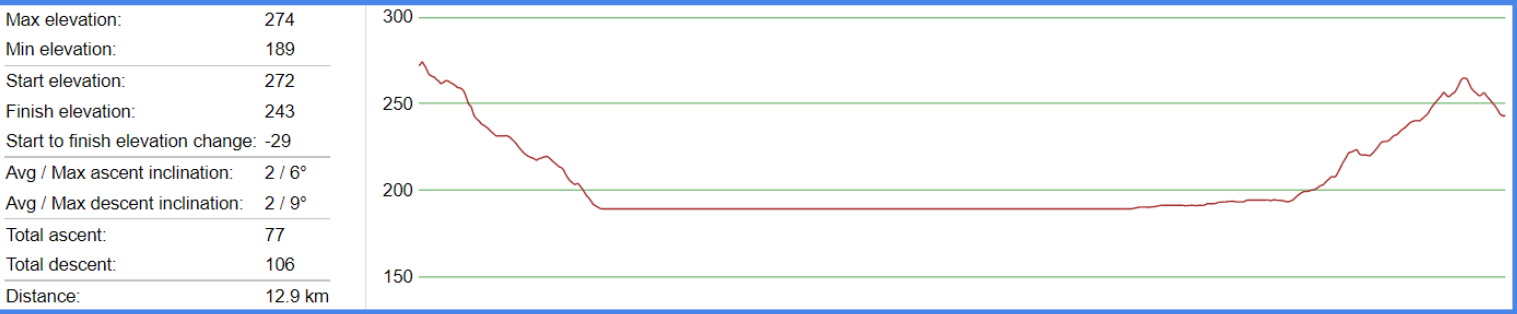 Max elevation: 274
Min elevation: 189
Start elevation: 272
Finish elevation: 243
Start to finish elevation change: -29
Avg / Max ascent inclination: 2 / 6°
Avg / Max descent inclination: 2 / 9°
Total ascent: 77
Total descent: 106
Distance: 12.9 km
300
250
200
150